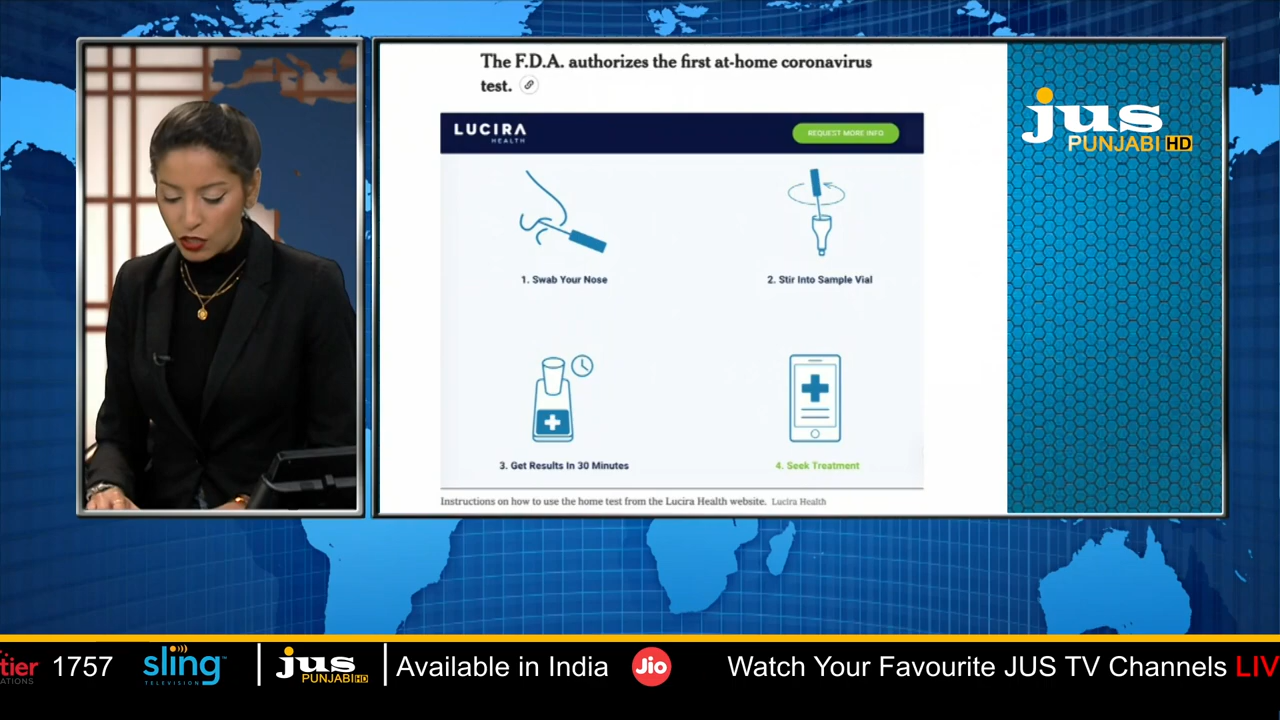 The F.D.A. authorizes the first at-home coronavirus
test.
LUCIRA
HEALTH
REQUEST MORE INFO
jus
PUNJABI HD
1. Swab Your Nose
2. Stir Into Sample Vial
3. Get Results In 30 Minutes
4. Seek Treatment
Instructions on how to use the home test from the Lucira Health website. Lucira Health
tier
ATIONS
1757
sling
TELEVISION
jus
PUNJABI HD
Available in India
Jio
Watch Your Favourite JUS TV Channels LIV